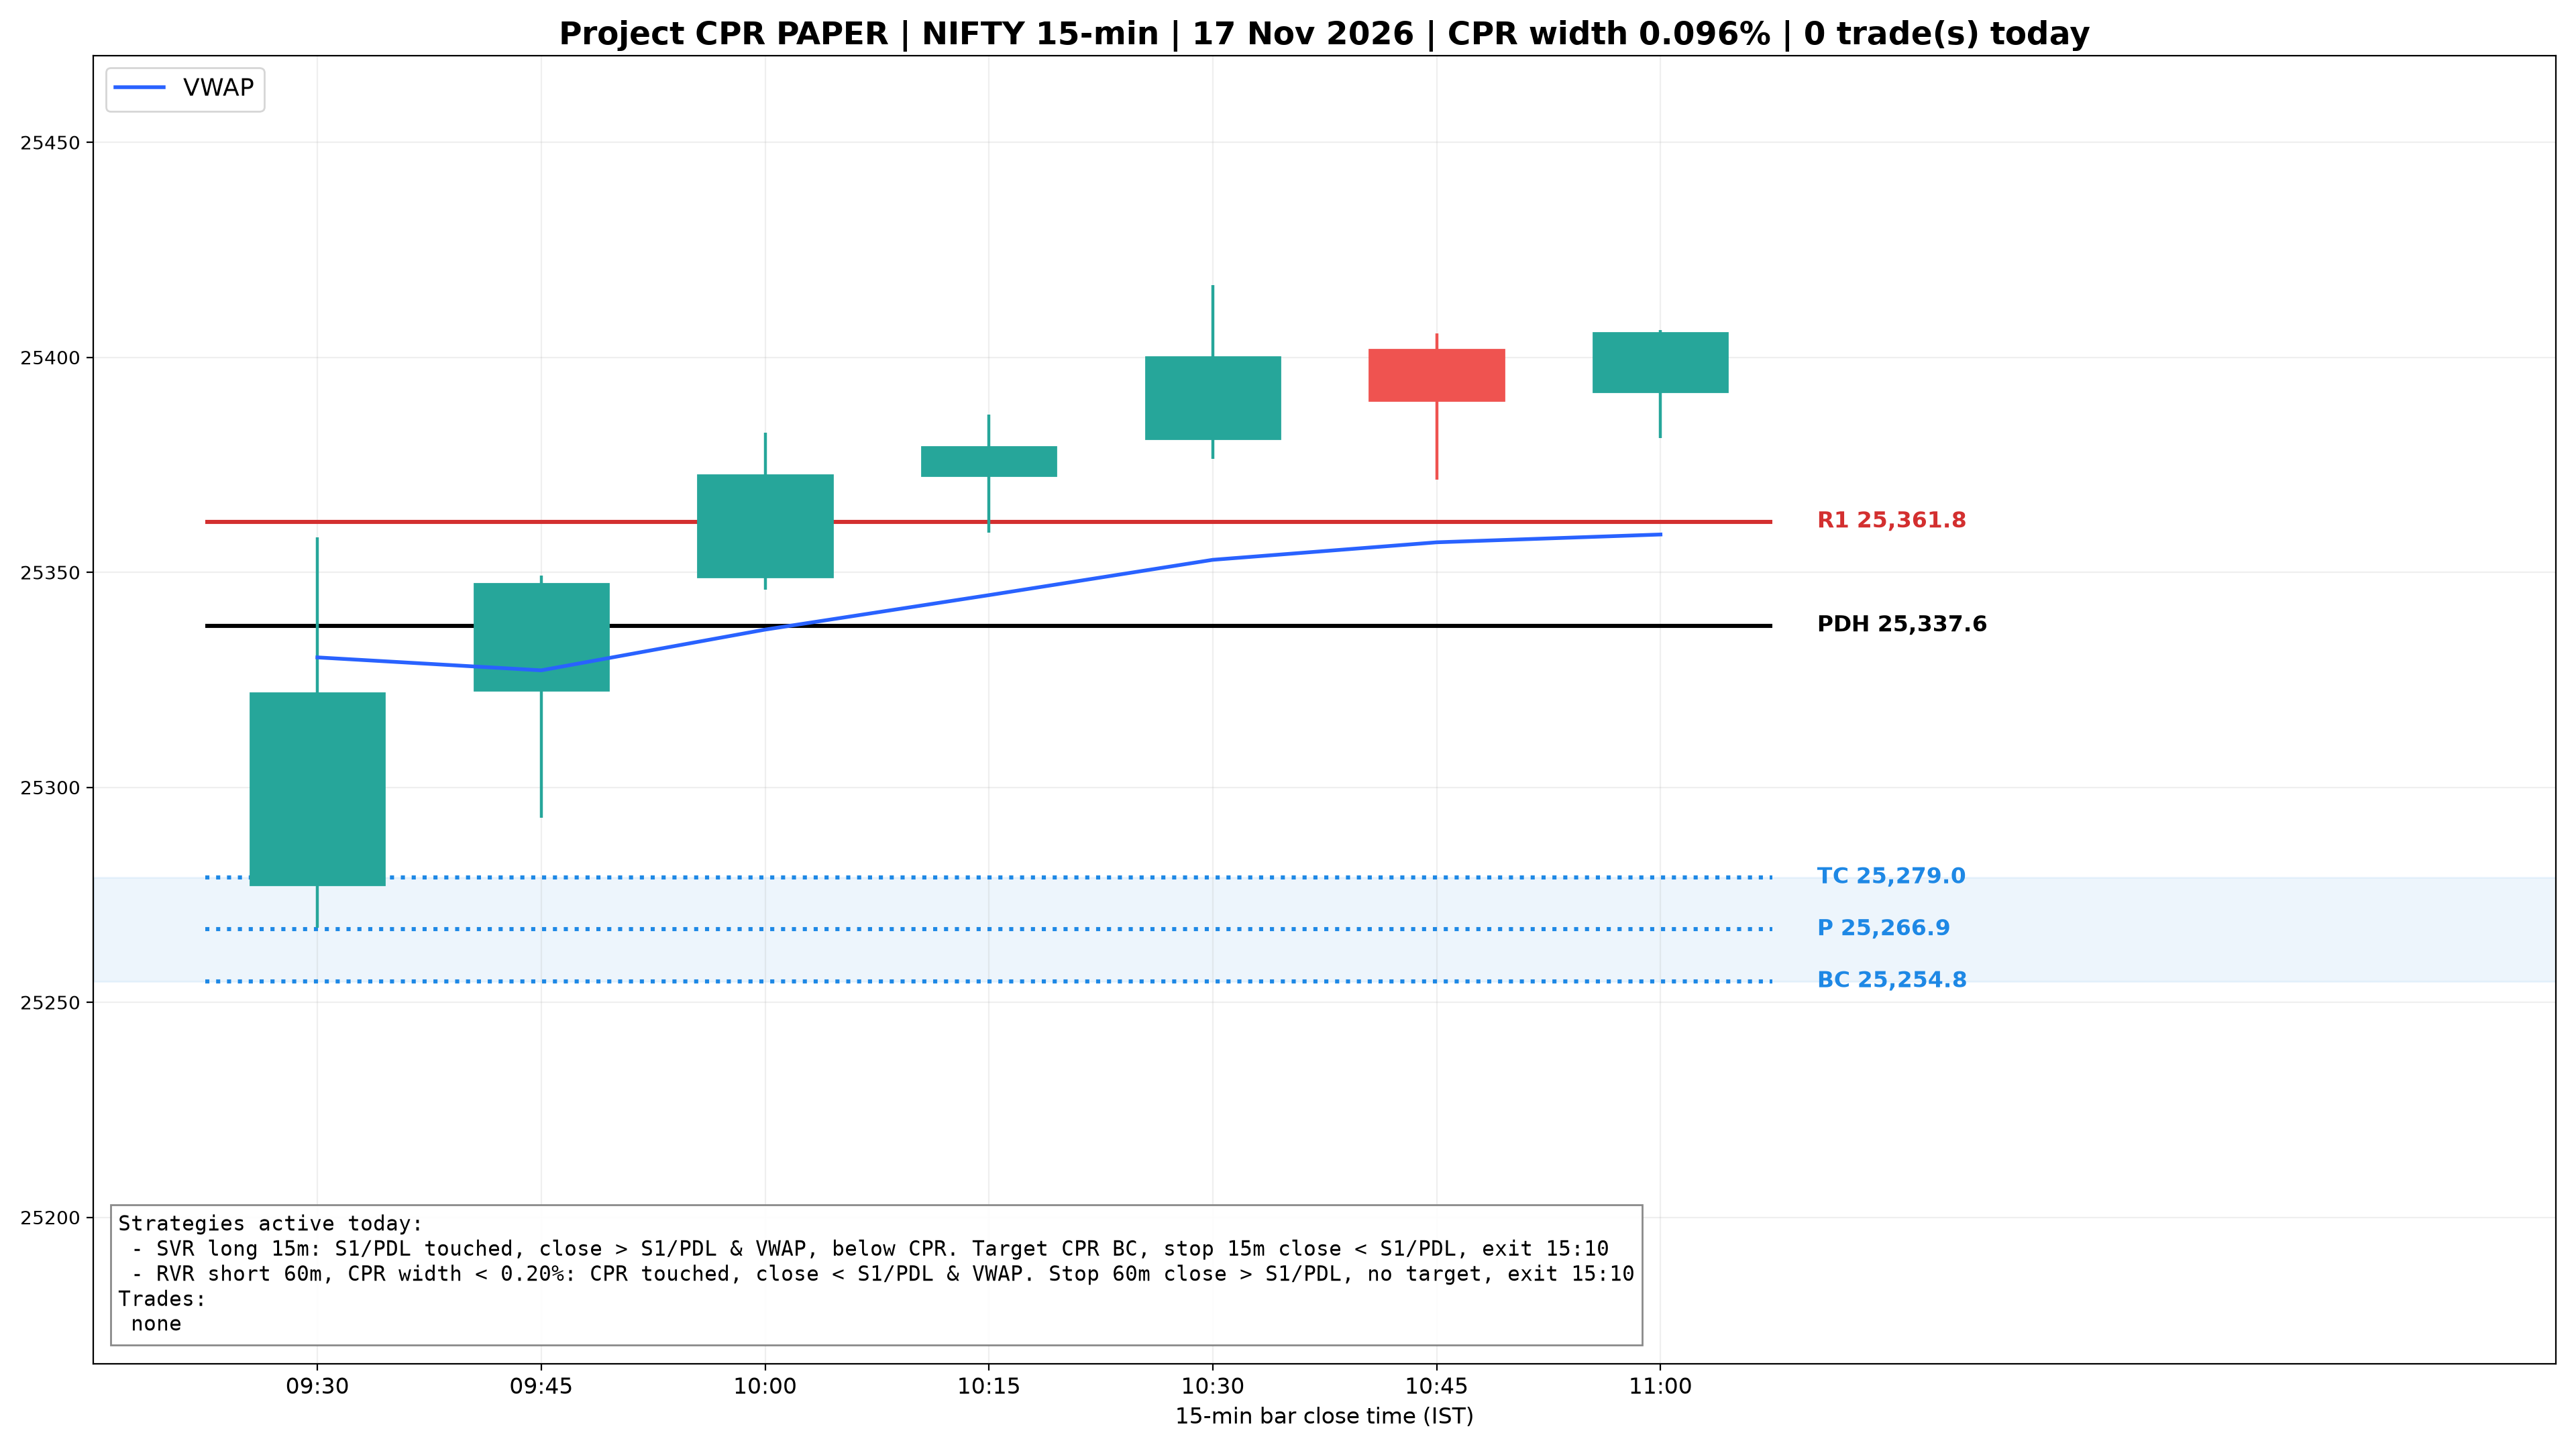 Project CPR PAPER | NIFTY 15-min | 17 Nov 2026 | CPR width 0.096% | 0 trade(s) today
VWAP
25450
25400
25350
25300
25250
25200
R1 25,361.8
PDH 25,337.6
TC 25,279.0
P 25,266.9
BC 25,254.8
Strategies active today:
- SVR long 15m: S1/PDL touched, close > S1/PDL & VWAP, below CPR. Target CPR BC, stop 15m close < S1/PDL, exit 15:10
- RVR short 60m, CPR width < 0.20%: CPR touched, close < S1/PDL & VWAP. Stop 60m close > S1/PDL, no target, exit 15:10
Trades:
none
09:30 09:45 10:00 10:15 10:30 10:45 11:00
15-min bar close time (IST)